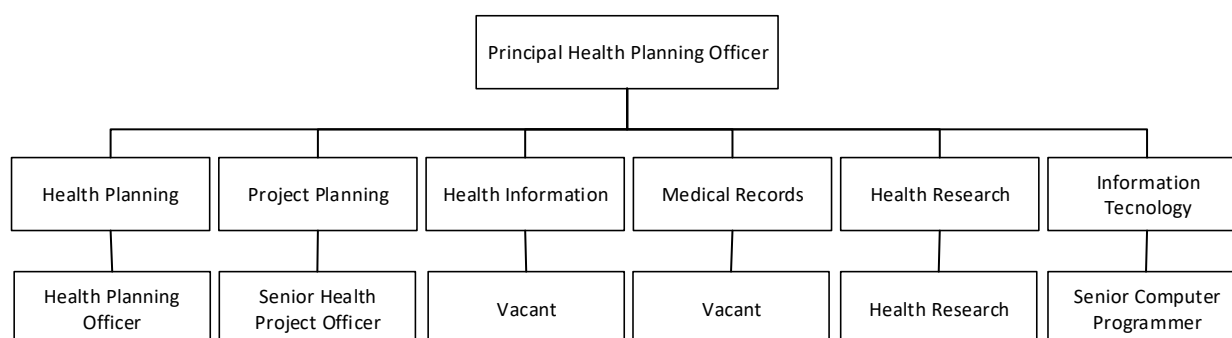 Principal Health Planning Officer
Health Planning
Project Planning
Health Information
Medical Records
Health Research
Information
Tecnology
Health Planning
Officer
Senior Health
Project Officer
Vacant
Vacant
Health Research
Senior Computer
Programmer